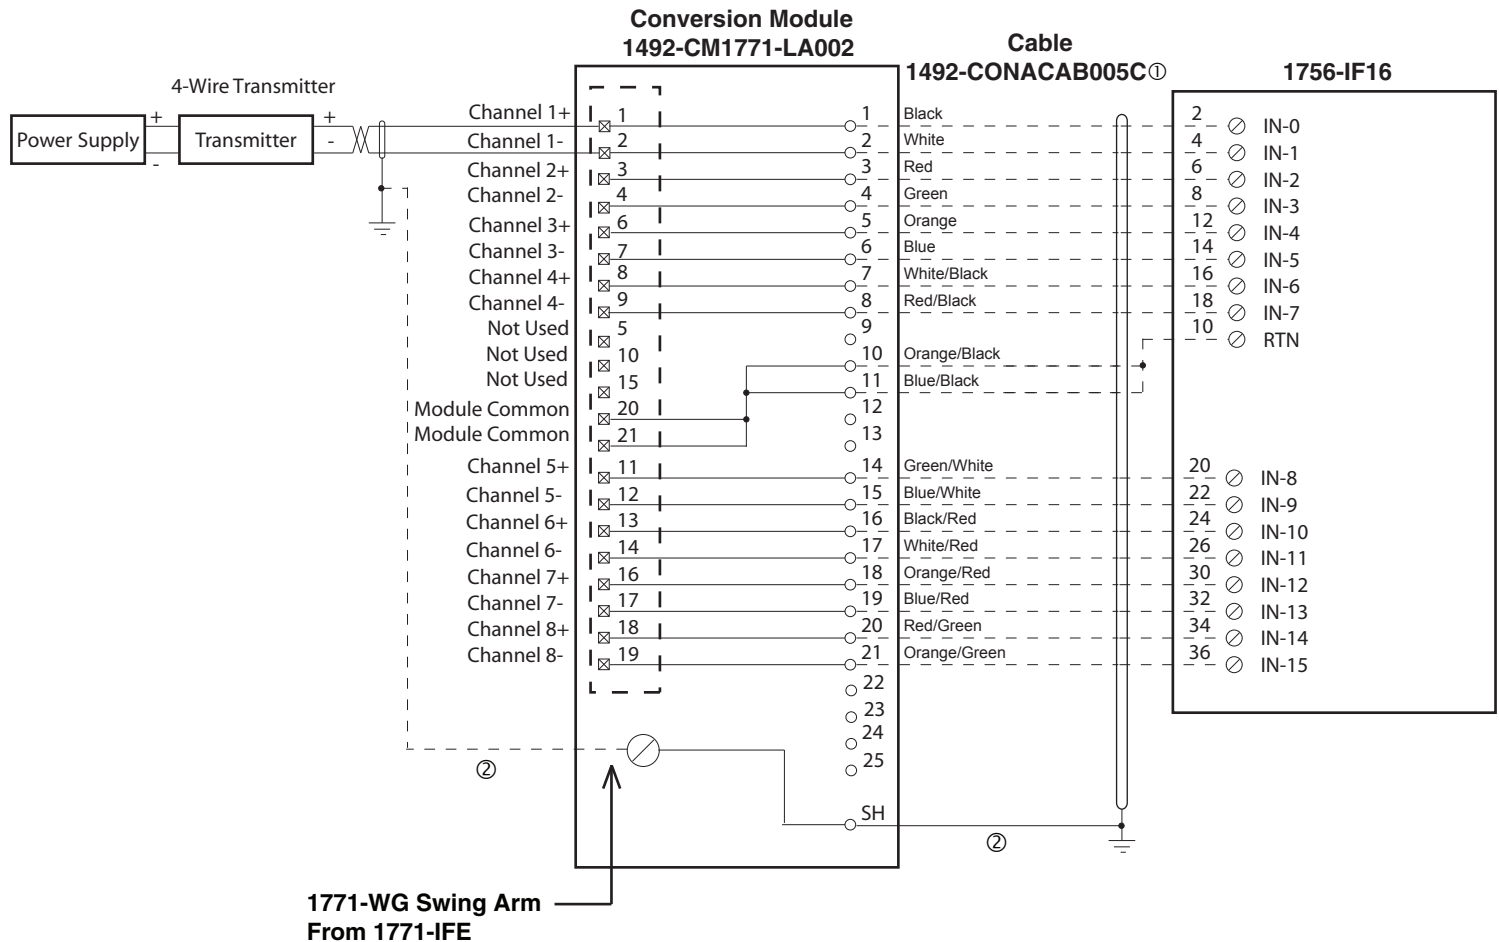 Conversion Module
1492-CM1771-LA002
Cable
1492-CONACAB005C①
1756-IF16
4-Wire Transmitter
Power Supply
+
-
Transmitter
+
-
Channel 1+ 1 1 Black 2 IN-0
Channel 1- 2 2 White 4 IN-1
Channel 2+ 3 3 Red 6 IN-2
Channel 2- 4 4 Green 8 IN-3
Channel 3+ 6 5 Orange 12 IN-4
Channel 3- 7 6 Blue 14 IN-5
Channel 4+ 8 7 White/Black 16 IN-6
Channel 4- 9 8 Red/Black 18 IN-7
Not Used 5 9 10 RTN
Not Used 10 10 Orange/Black
Not Used 15 11 Blue/Black
Module Common 20 12
Module Common 21 13
Channel 5+ 11 14 Green/White 20 IN-8
Channel 5- 12 15 Blue/White 22 IN-9
Channel 6+ 13 16 Black/Red 24 IN-10
Channel 6- 14 17 White/Red 26 IN-11
Channel 7+ 16 18 Orange/Red 30 IN-12
Channel 7- 17 19 Blue/Red 32 IN-13
Channel 8+ 18 20 Red/Green 34 IN-14
Channel 8- 19 21 Orange/Green 36 IN-15
22
23
24
25
②
SH
②
1771-WG Swing Arm
From 1771-IFE